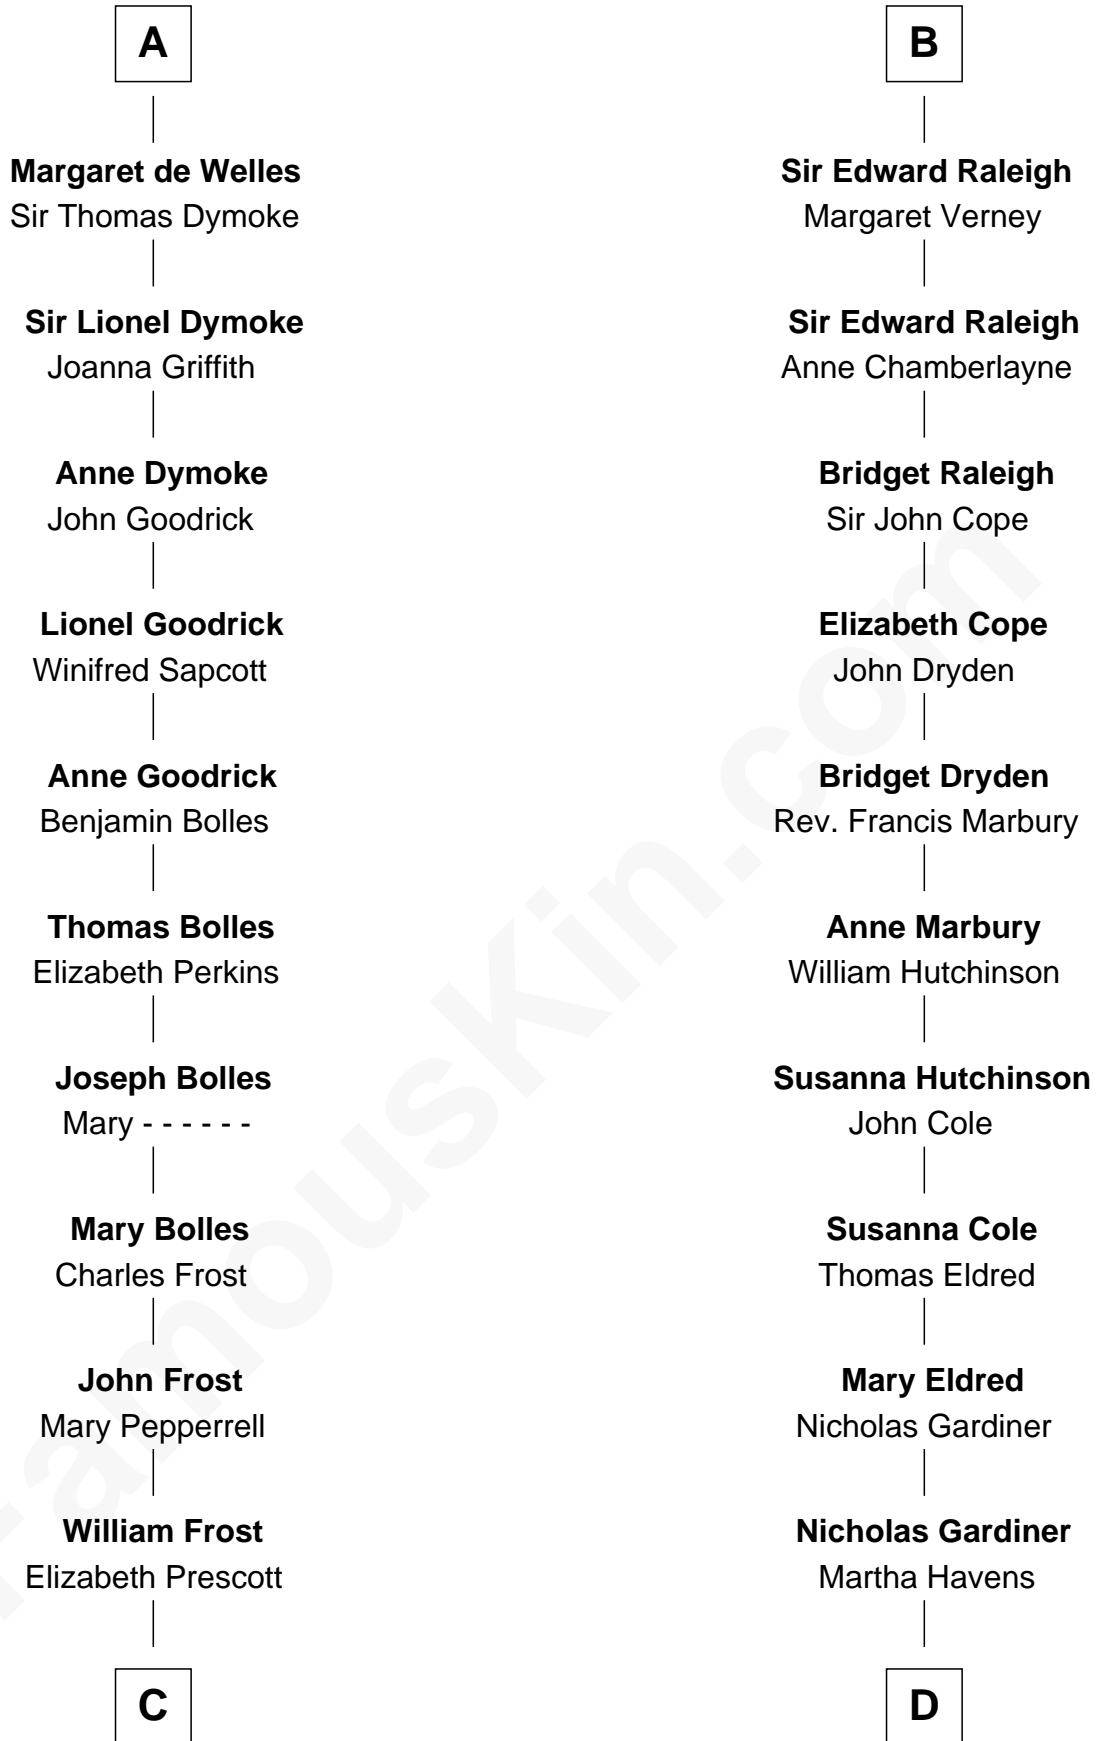 A
Margaret de Welles
Sir Thomas Dymoke
Sir Lionel Dymoke
Joanna Griffith
Anne Dymoke
John Goodrick
Lionel Goodrick
Winifred Sapcott
Anne Goodrick
Benjamin Bolles
Thomas Bolles
Elizabeth Perkins
Joseph Bolles
Mary - - - - - -
Mary Bolles
Charles Frost
John Frost
Mary Pepperrell
William Frost
Elizabeth Prescott
C
B
Sir Edward Raleigh
Margaret Verney
Sir Edward Raleigh
Anne Chamberlayne
Bridget Raleigh
Sir John Cope
Elizabeth Cope
John Dryden
Bridget Dryden
Rev. Francis Marbury
Anne Marbury
William Hutchinson
Susanna Hutchinson
John Cole
Susanna Cole
Thomas Eldred
Mary Eldred
Nicholas Gardiner
Nicholas Gardiner
Martha Havens
D
FamousKin.com